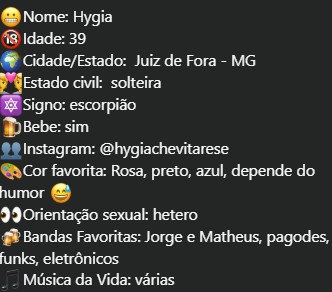 😬Nome: Hygia
🔞Idade: 39
🌍Cidade/Estado:  Juiz de Fora - MG
💏Estado civil:  solteira
🔯Signo: escorpião
🍺Bebe: sim
👥Instagram: @hygiachevitarese
🎨Cor favorita: Rosa, preto, azul, depende do
humor 😅
👀Orientação sexual: hetero
🍻Bandas Favoritas: Jorge e Matheus, pagodes,
funks, eletrônicos
🎵Música da Vida: várias